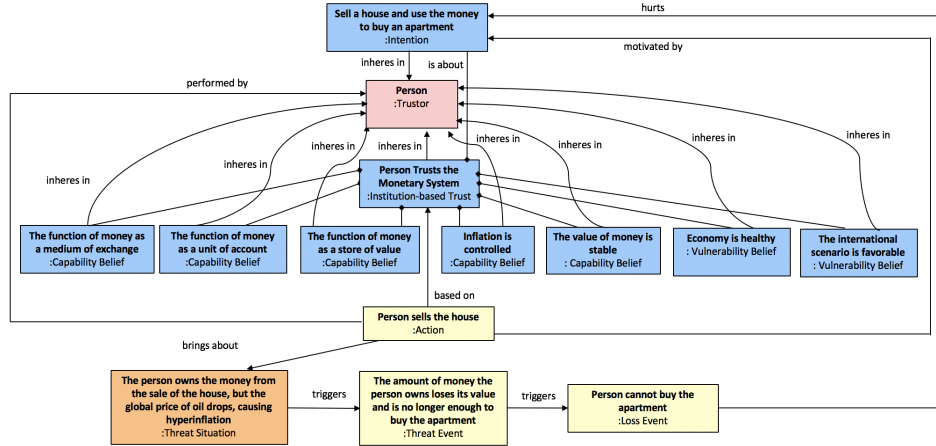 hurts
Sell a house and use the money
to buy an apartment
:Intention
motivated by
inheres in
is about
performed by
Person
:Trustor
inheres in
inheres in
inheres in
inheres in
inheres in
inheres in
inheres in
inheres in
Person Trusts the
Monetary System
:Institution-based Trust
The function of money as
a medium of exchange
:Capability Belief
The function of money
as a unit of account
:Capability Belief
The function of money
as a store of value
:Capability Belief
Inflation is
controlled
:Capability Belief
The value of money is
stable
: Capability Belief
Economy is healthy
: Vulnerability Belief
The international
scenario is favorable
: Vulnerability Belief
based on
Person sells the house
:Action
brings about
The person owns the money from
the sale of the house, but the
global price of oil drops, causing
hyperinflation
:Threat Situation
triggers
The amount of money the
person owns loses its value
and is no longer enough to
buy the apartment
:Threat Event
triggers
Person cannot buy the
apartment
:Loss Event